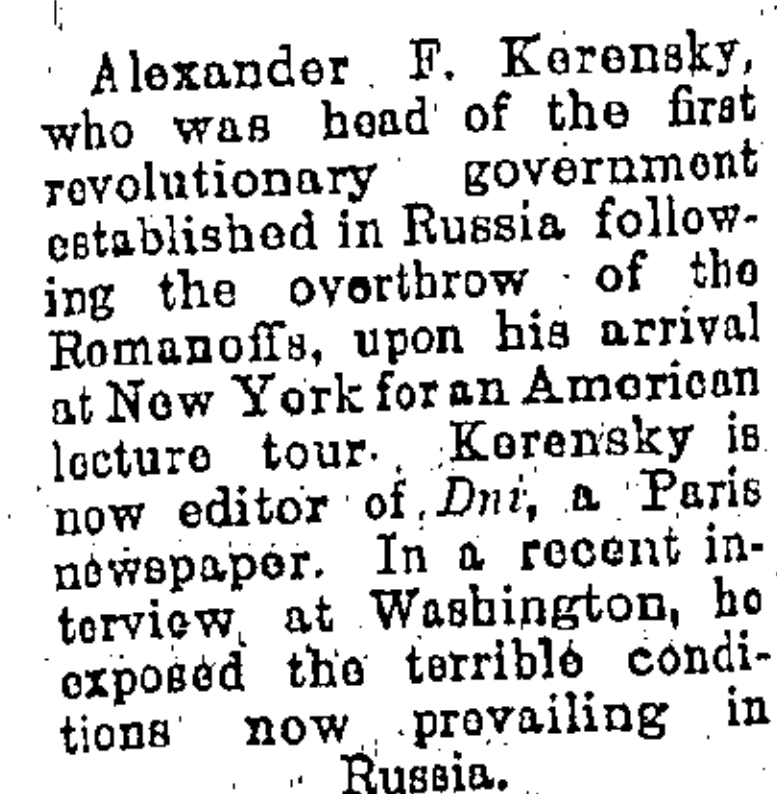 Alexander F. Kerensky,
who was head of the first
revolutionary government
established in Russia follow-
ing the overthrow of the
Romanoffs, upon his arrival
at New York for an American
lecture tour. Kerensky is
now editor of Dni, a Paris
newspaper. In a recent in-
terview, at Washington, he
exposed the terrible condi-
tions now prevailing in
Russia.